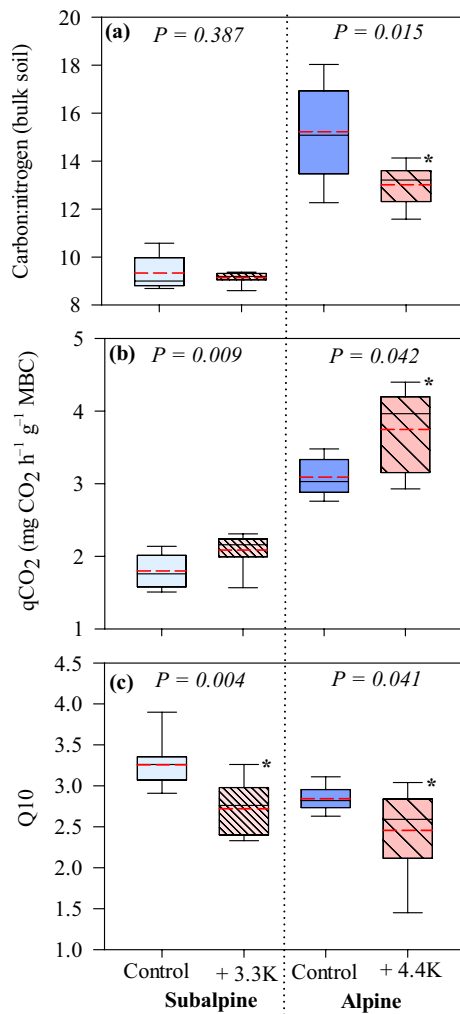 (a) P = 0.387 P = 0.015
Carbon:nitrogen (bulk soil)
20
18
16
14
12
10
8
*
(b) P = 0.009 P = 0.042
qCO₂ (mg CO₂ h⁻¹ g⁻¹ MBC)
5
4
3
2
1
*
(c) P = 0.004 P = 0.041
Q10
4.5
4.0
3.5
3.0
2.5
2.0
1.5
1.0
* *
Control + 3.3K Control + 4.4K
Subalpine Alpine